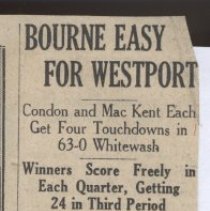 BOURNE EASY
FOR WESTPORT
Condon and Mac Kent Each
Get Four Touchdowns in
63-0 Whitewash
Winners Score Freely in
Each Quarter, Getting
24 in Third Period